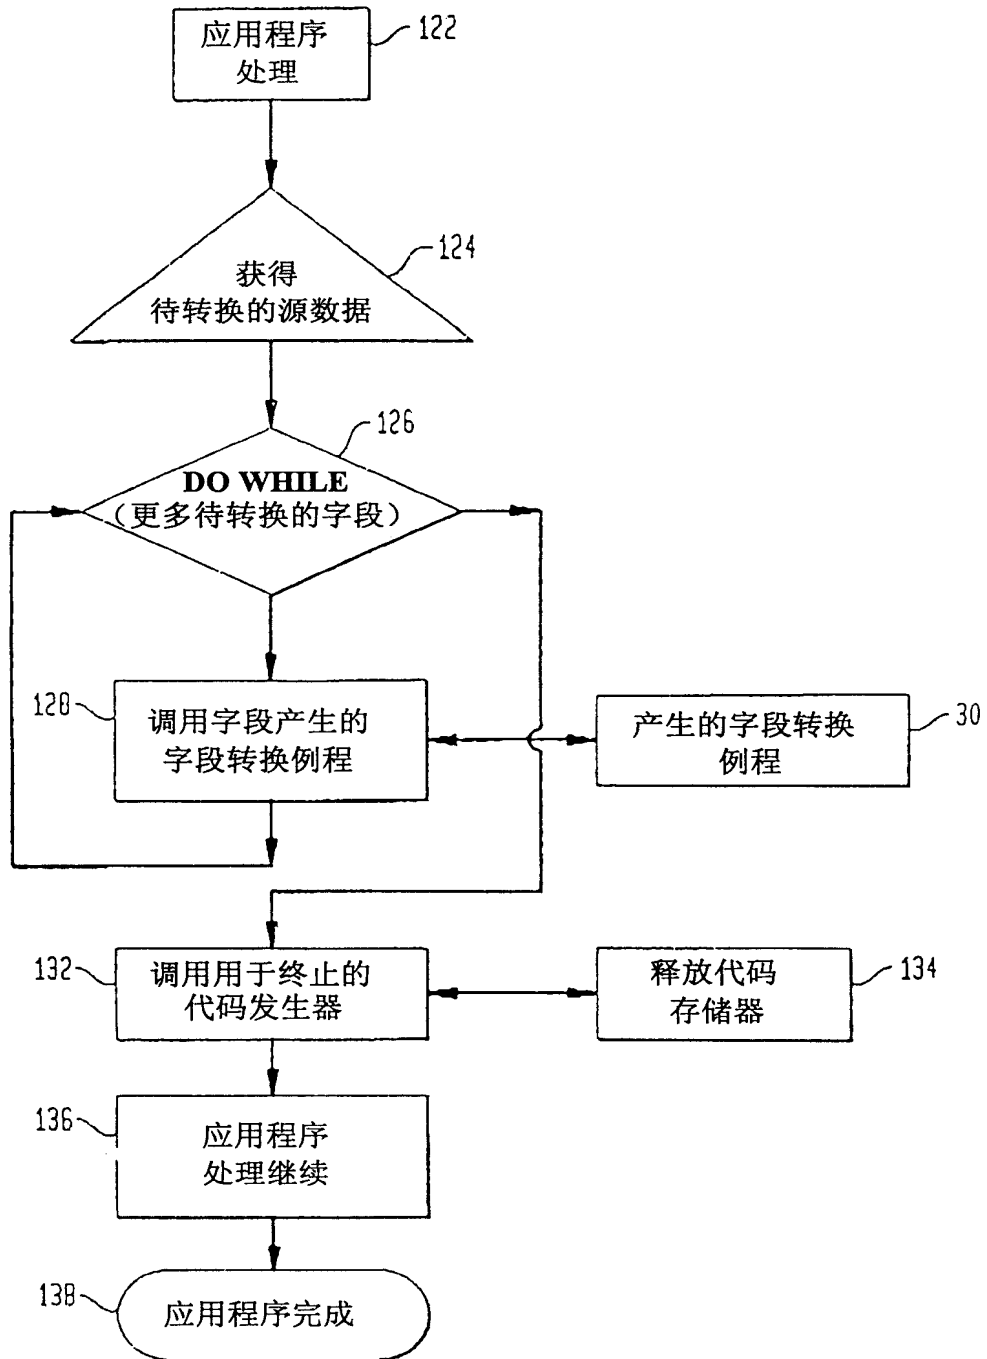 应用程序
处理
122
获得
待转换的源数据
124
126
DO WHILE
（更多待转换的字段）
128
调用字段产生的
字段转换例程
产生的字段转换
例程
30
132
调用用于终止的
代码发生器
释放代码
存储器
134
136
应用程序
处理继续
138
应用程序完成